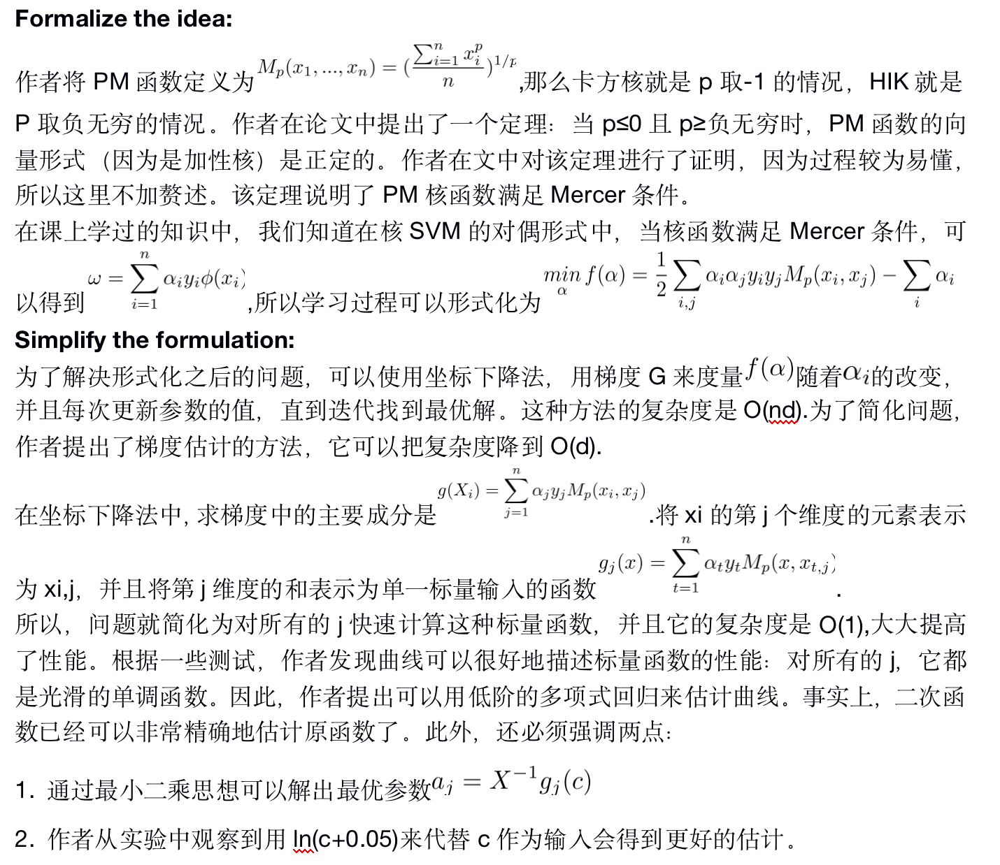 Formalize the idea:
作者将 PM 函数定义为 M_p(x_1, ..., x_n) = (\frac{\sum_{i=1}^{n} x_i^p}{n})^{1/p} ,那么卡方核就是 p 取-1 的情况，HIK 就是
P 取负无穷的情况。作者在论文中提出了一个定理：当 p≤0 且 p≥负无穷时，PM 函数的向
量形式（因为是加性核）是正定的。作者在文中对该定理进行了证明，因为过程较为易懂，
所以这里不加赘述。该定理说明了 PM 核函数满足 Mercer 条件。
在课上学过的知识中，我们知道在核 SVM 的对偶形式中，当核函数满足 Mercer 条件，可
以得到 ω = \sum_{i=1}^{n} α_i y_i φ(x_i) ,所以学习过程可以形式化为 \min_{α} f(α) = \frac{1}{2} \sum_{i,j} α_i α_j y_i y_j M_p(x_i, x_j) − \sum_{i} α_i
Simplify the formulation:
为了解决形式化之后的问题，可以使用坐标下降法，用梯度 G 来度量 f(α) 随着 α_i 的改变，
并且每次更新参数的值，直到迭代找到最优解。这种方法的复杂度是 O(nd).为了简化问题，
作者提出了梯度估计的方法，它可以把复杂度降到 O(d).
在坐标下降法中, 求梯度中的主要成分是 g(X_i) = \sum_{j=1}^{n} α_j y_j M_p(x_i, x_j) .将 xi 的第 j 个维度的元素表示
为 xi,j，并且将第 j 维度的和表示为单一标量输入的函数 g_j(x) = \sum_{t=1}^{n} α_t y_t M_p(x, x_{t,j}) .
所以，问题就简化为对所有的 j 快速计算这种标量函数，并且它的复杂度是 O(1),大大提高
了性能。根据一些测试，作者发现曲线可以很好地描述标量函数的性能：对所有的 j，它都
是光滑的单调函数。因此，作者提出可以用低阶的多项式回归来估计曲线。事实上，二次函
数已经可以非常精确地估计原函数了。此外，还必须强调两点：
1. 通过最小二乘思想可以解出最优参数 a_j = X^{-1} g_j(c)
2. 作者从实验中观察到用 ln(c+0.05)来代替 c 作为输入会得到更好的估计。